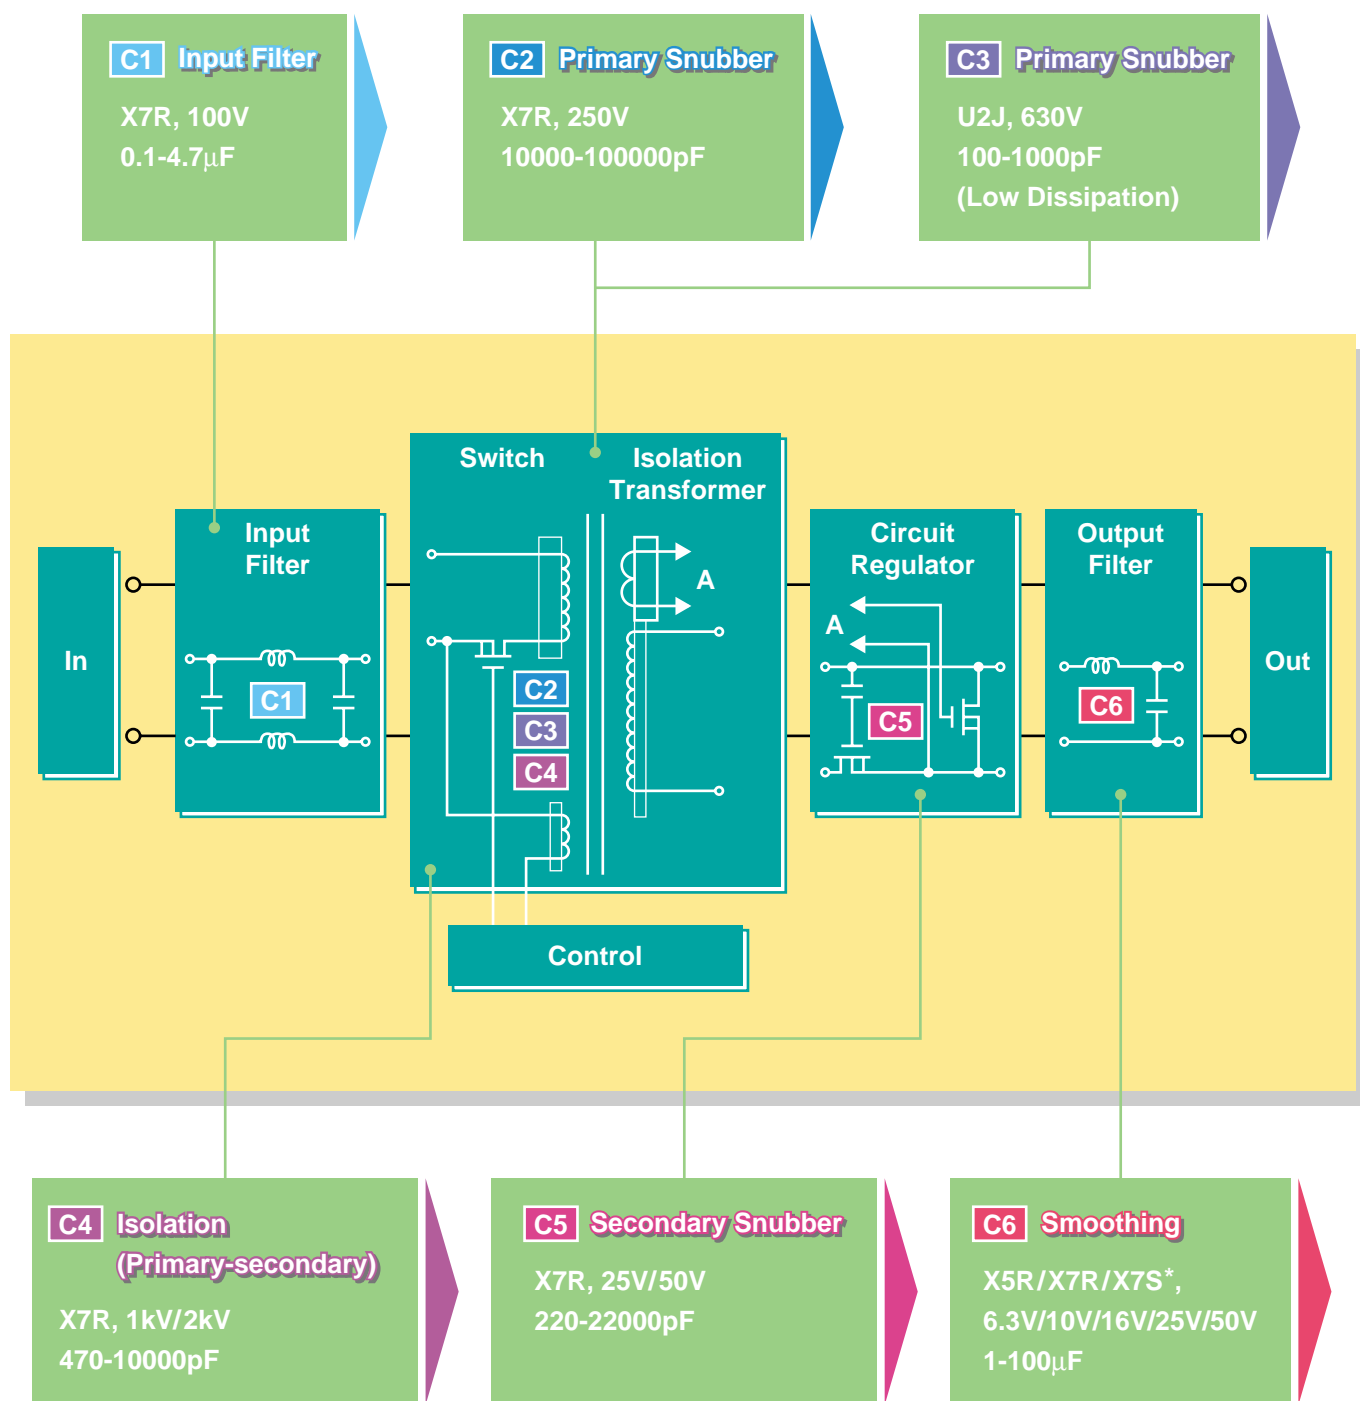 C1 Input Filter
X7R, 100V
0.1-4.7μF
C2 Primary Snubber
X7R, 250V
10000-100000pF
C3 Primary Snubber
U2J, 630V
100-1000pF
(Low Dissipation)
In
Input
Filter
C1
Switch
Isolation
Transformer
A
C2
C3
C4
Control
Circuit
Regulator
A
C5
Output
Filter
C6
Out
C4 Isolation
(Primary-secondary)
X7R, 1kV/2kV
470-10000pF
C5 Secondary Snubber
X7R, 25V/50V
220-22000pF
C6 Smoothing
X5R/X7R/X7S*,
6.3V/10V/16V/25V/50V
1-100μF